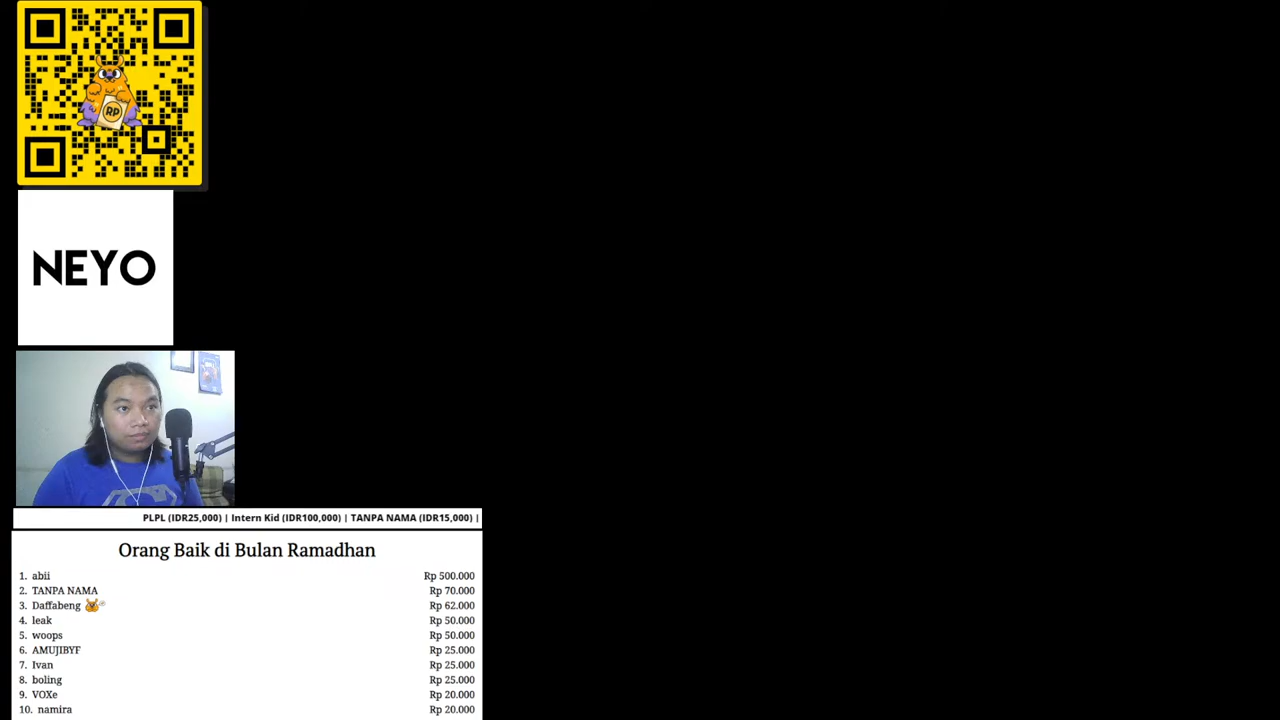 RP
NEYO
PLPL (IDR25,000) | Intern Kid (IDR100,000) | TANPA NAMA (IDR15,000) |
Orang Baik di Bulan Ramadhan
1. abii Rp 500.000
2. TANPA NAMA Rp 70.000
3. Daffabeng Rp 62.000
4. leak Rp 50.000
5. woops Rp 50.000
6. AMUJIBYF Rp 25.000
7. Ivan Rp 25.000
8. boling Rp 25.000
9. VOXe Rp 20.000
10. namira Rp 20.000